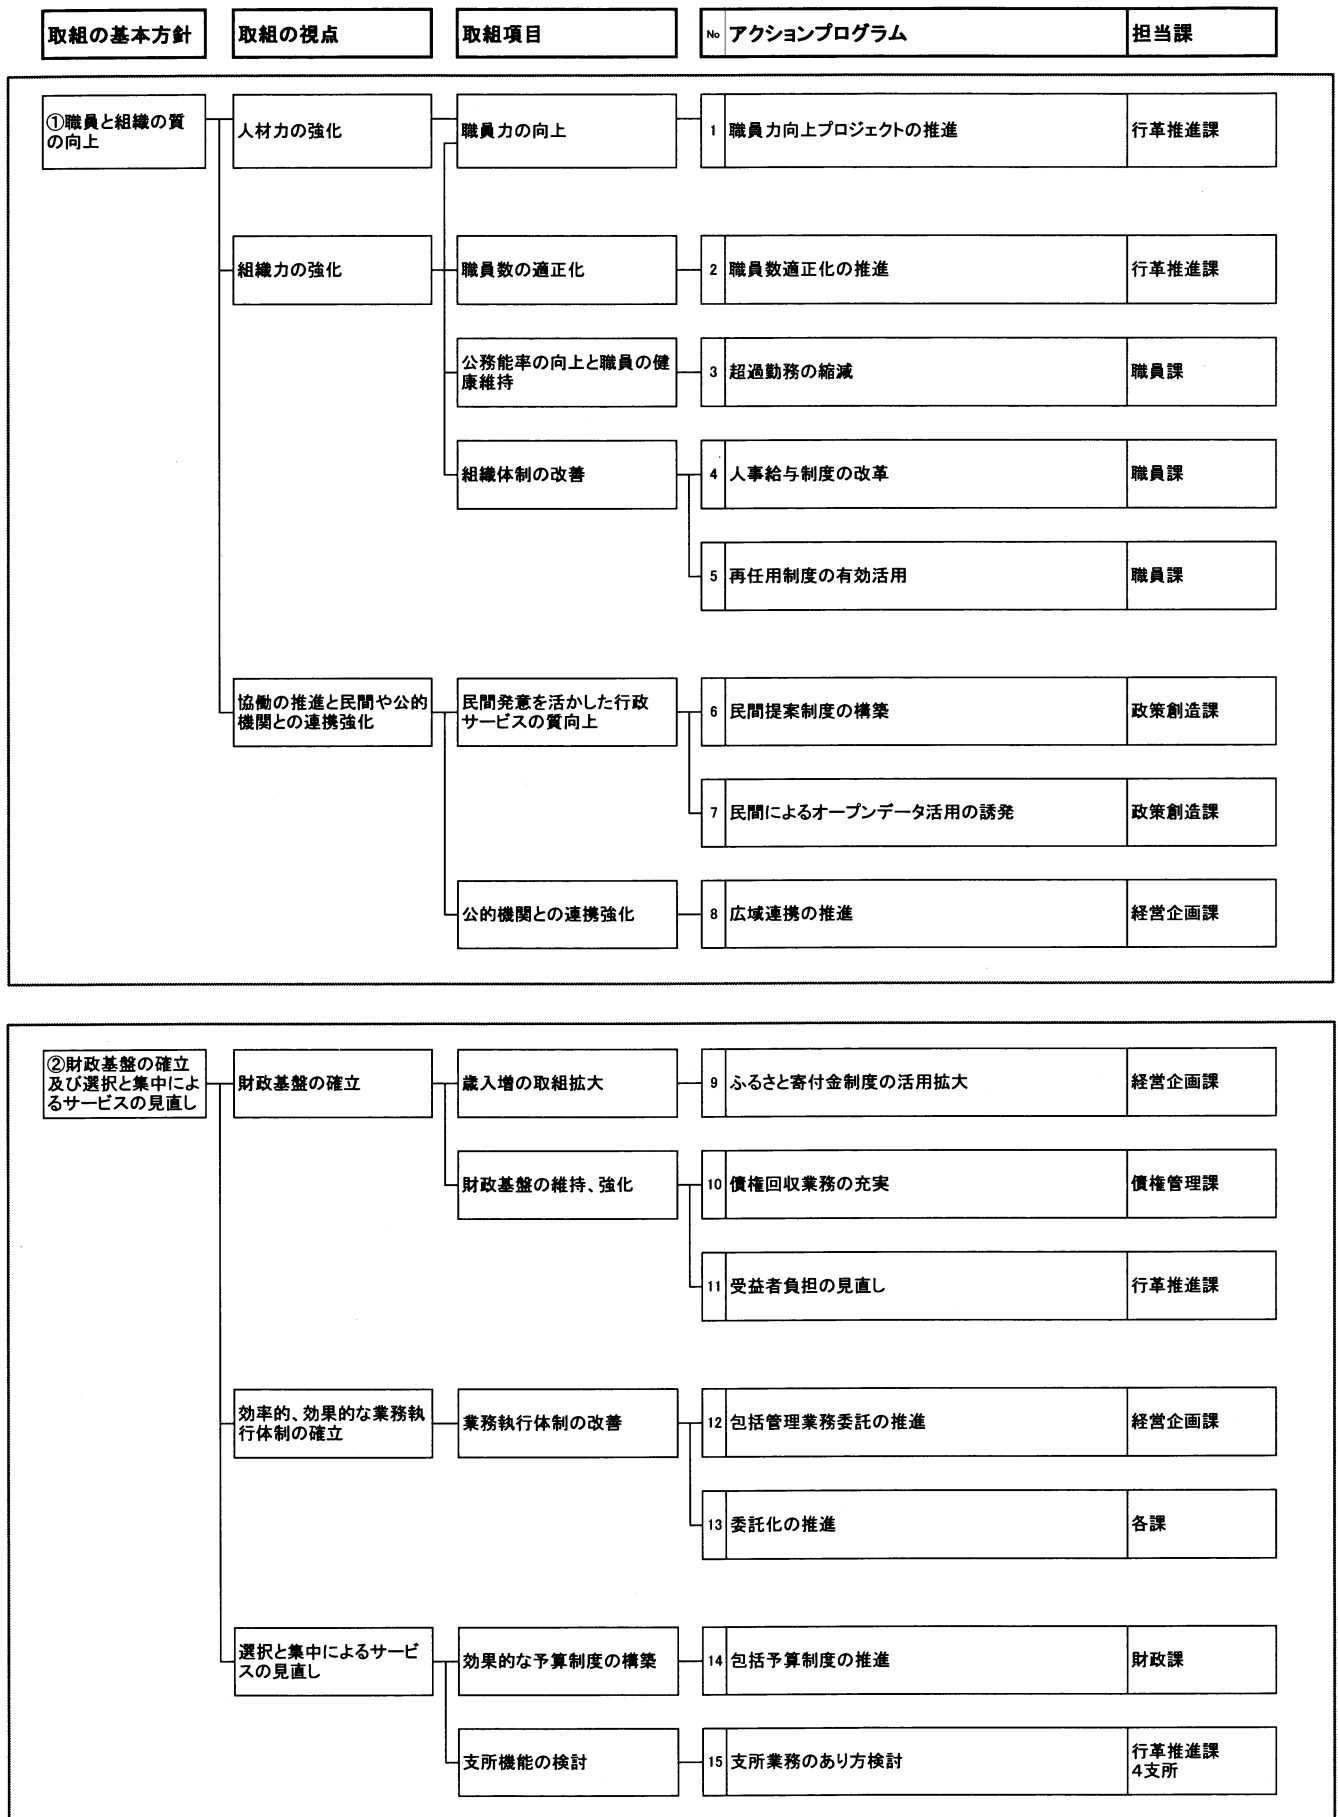 取組の基本方針 取組の視点 取組項目 No アクションプログラム 担当課
①職員と組織の質
の向上
人材力の強化 職員力の向上 1 職員力向上プロジェクトの推進 行革推進課
組織力の強化 職員数の適正化 2 職員数適正化の推進 行革推進課
公務能率の向上と職員の健
康維持
3 超過勤務の縮減 職員課
組織体制の改善 4 人事給与制度の改革 職員課
5 再任用制度の有効活用 職員課
協働の推進と民間や公的
機関との連携強化
民間発意を活かした行政
サービスの質向上
6 民間提案制度の構築 政策創造課
7 民間によるオープンデータ活用の誘発 政策創造課
公的機関との連携強化 8 広域連携の推進 経営企画課
②財政基盤の確立
及び選択と集中によ
るサービスの見直し
財政基盤の確立 歳入増の取組拡大 9 ふるさと寄付金制度の活用拡大 経営企画課
財政基盤の維持、強化 10 債権回収業務の充実 債権管理課
11 受益者負担の見直し 行革推進課
効率的、効果的な業務執
行体制の確立
業務執行体制の改善 12 包括管理業務委託の推進 経営企画課
13 委託化の推進 各課
選択と集中によるサービ
スの見直し
効果的な予算制度の構築 14 包括予算制度の推進 財政課
支所機能の検討 15 支所業務のあり方検討 行革推進課
4支所